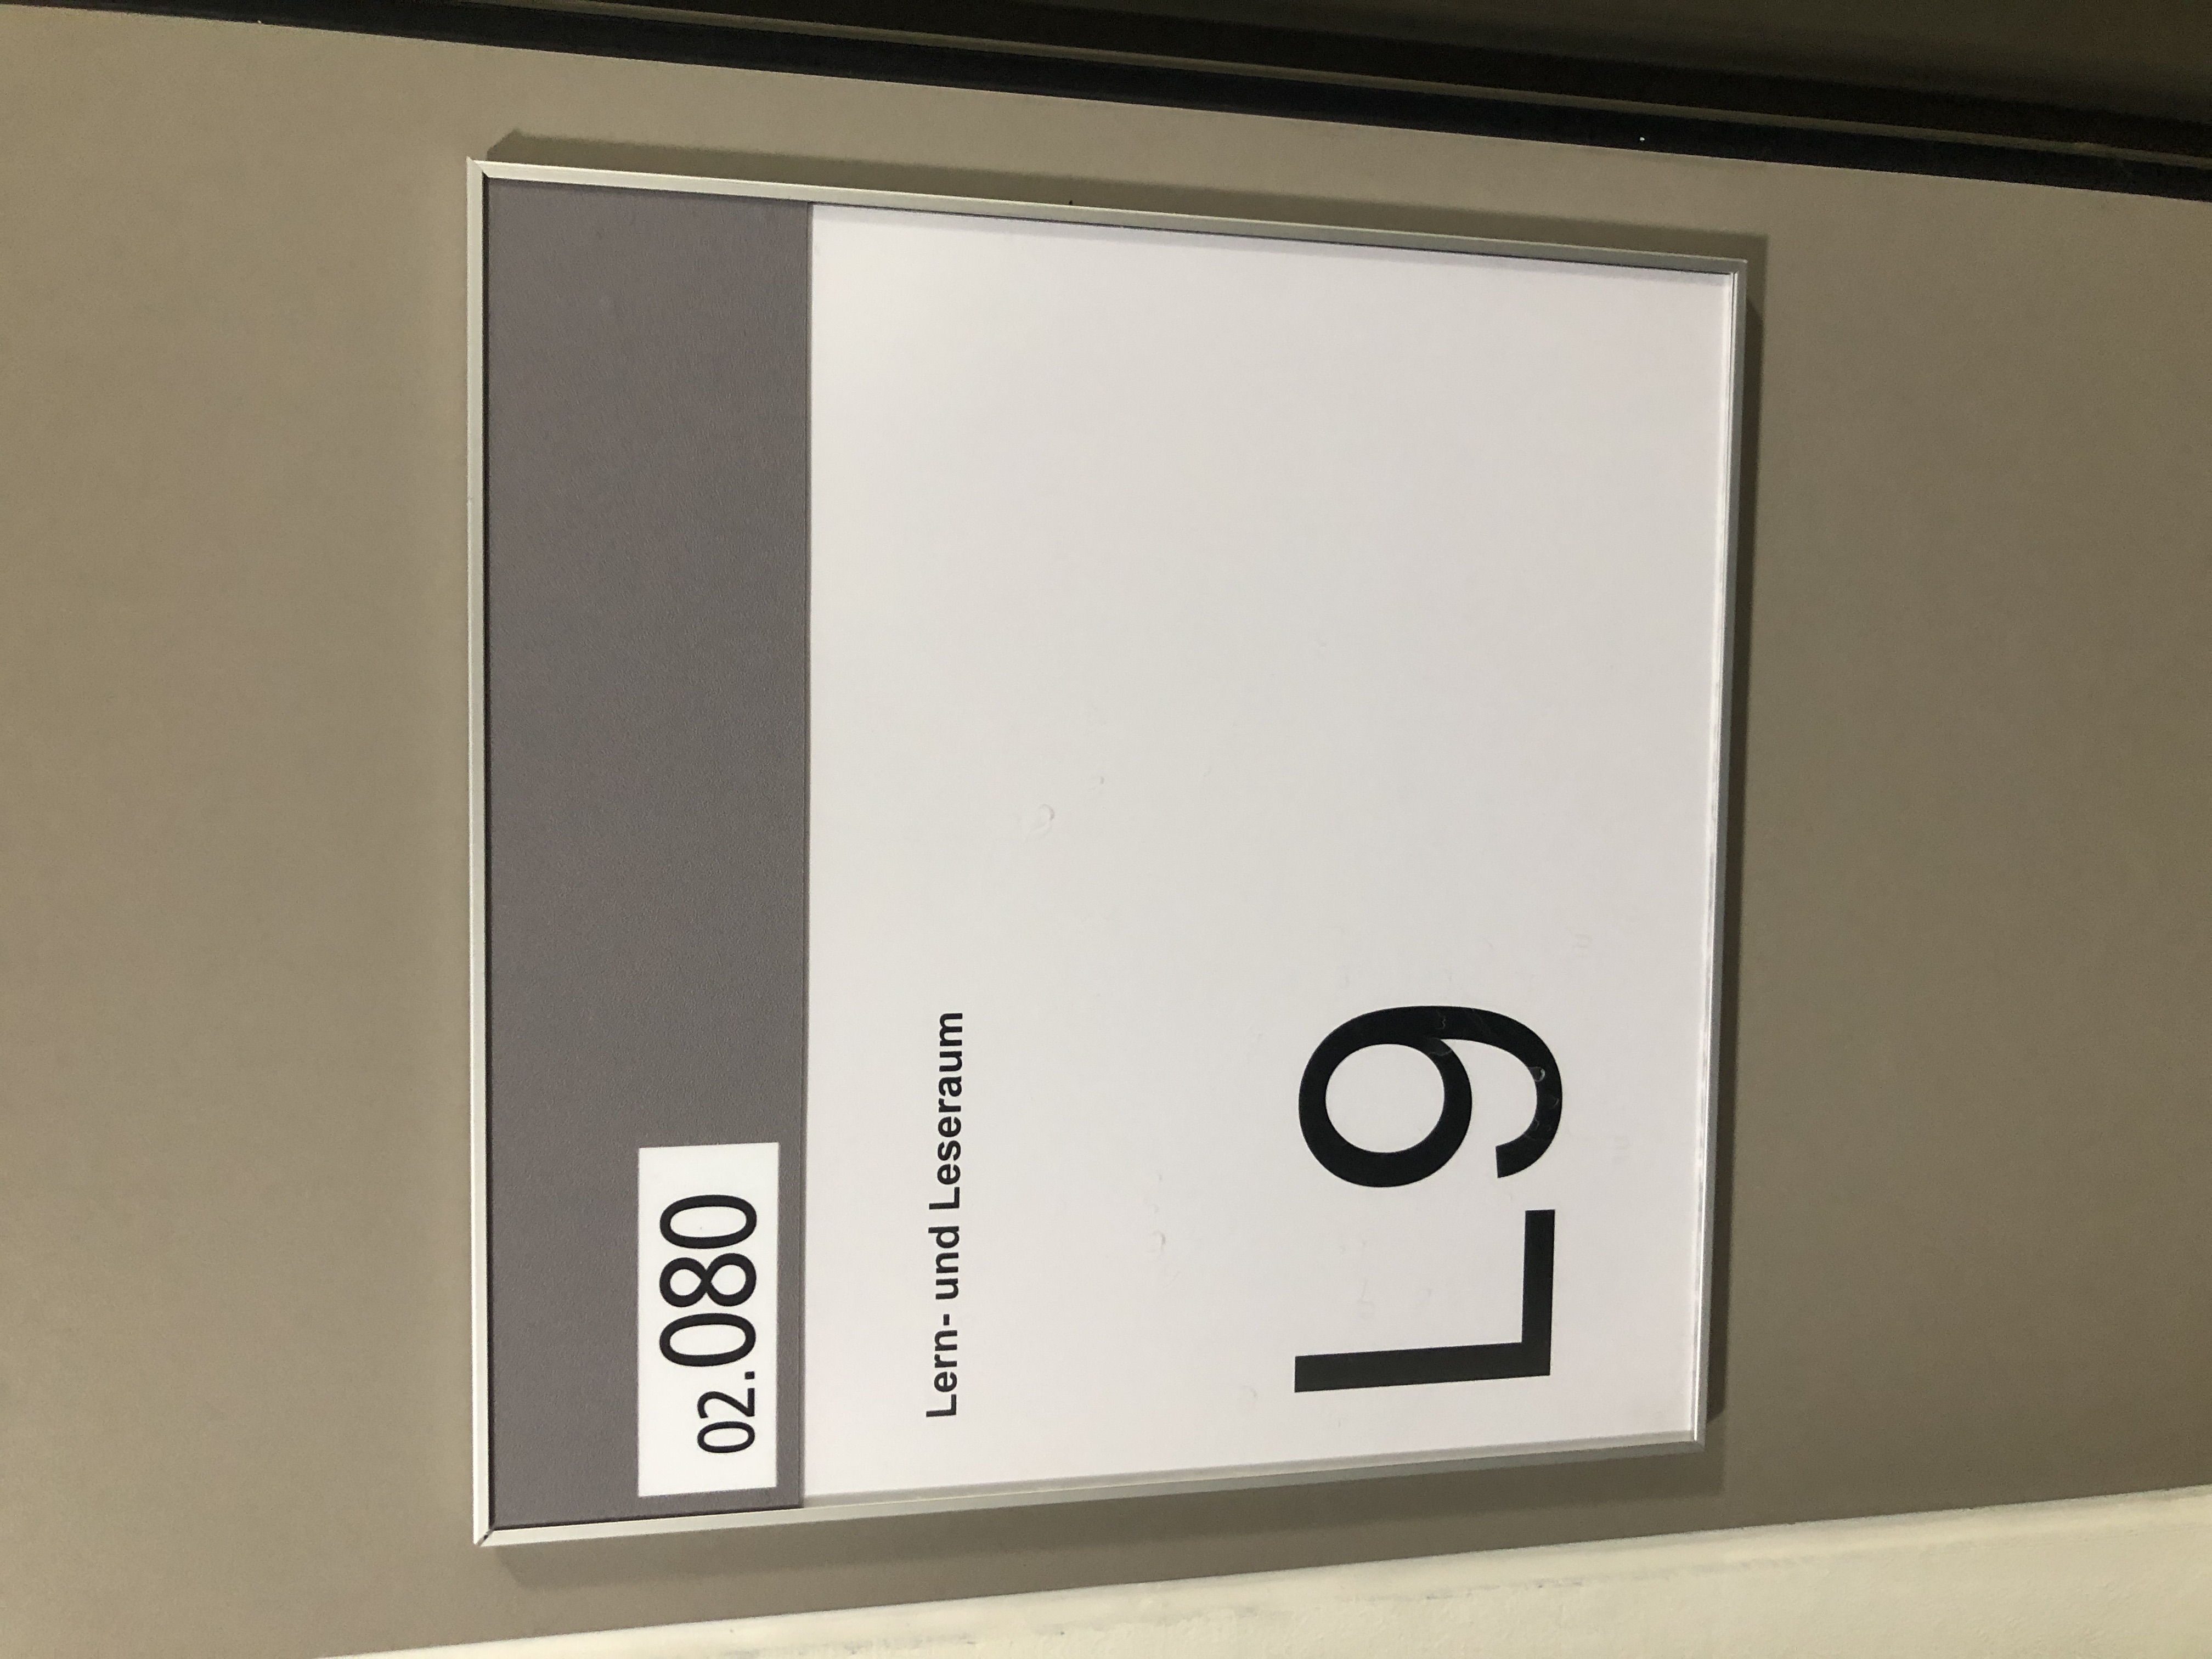 02.080
Lern- und Leseraum
L9